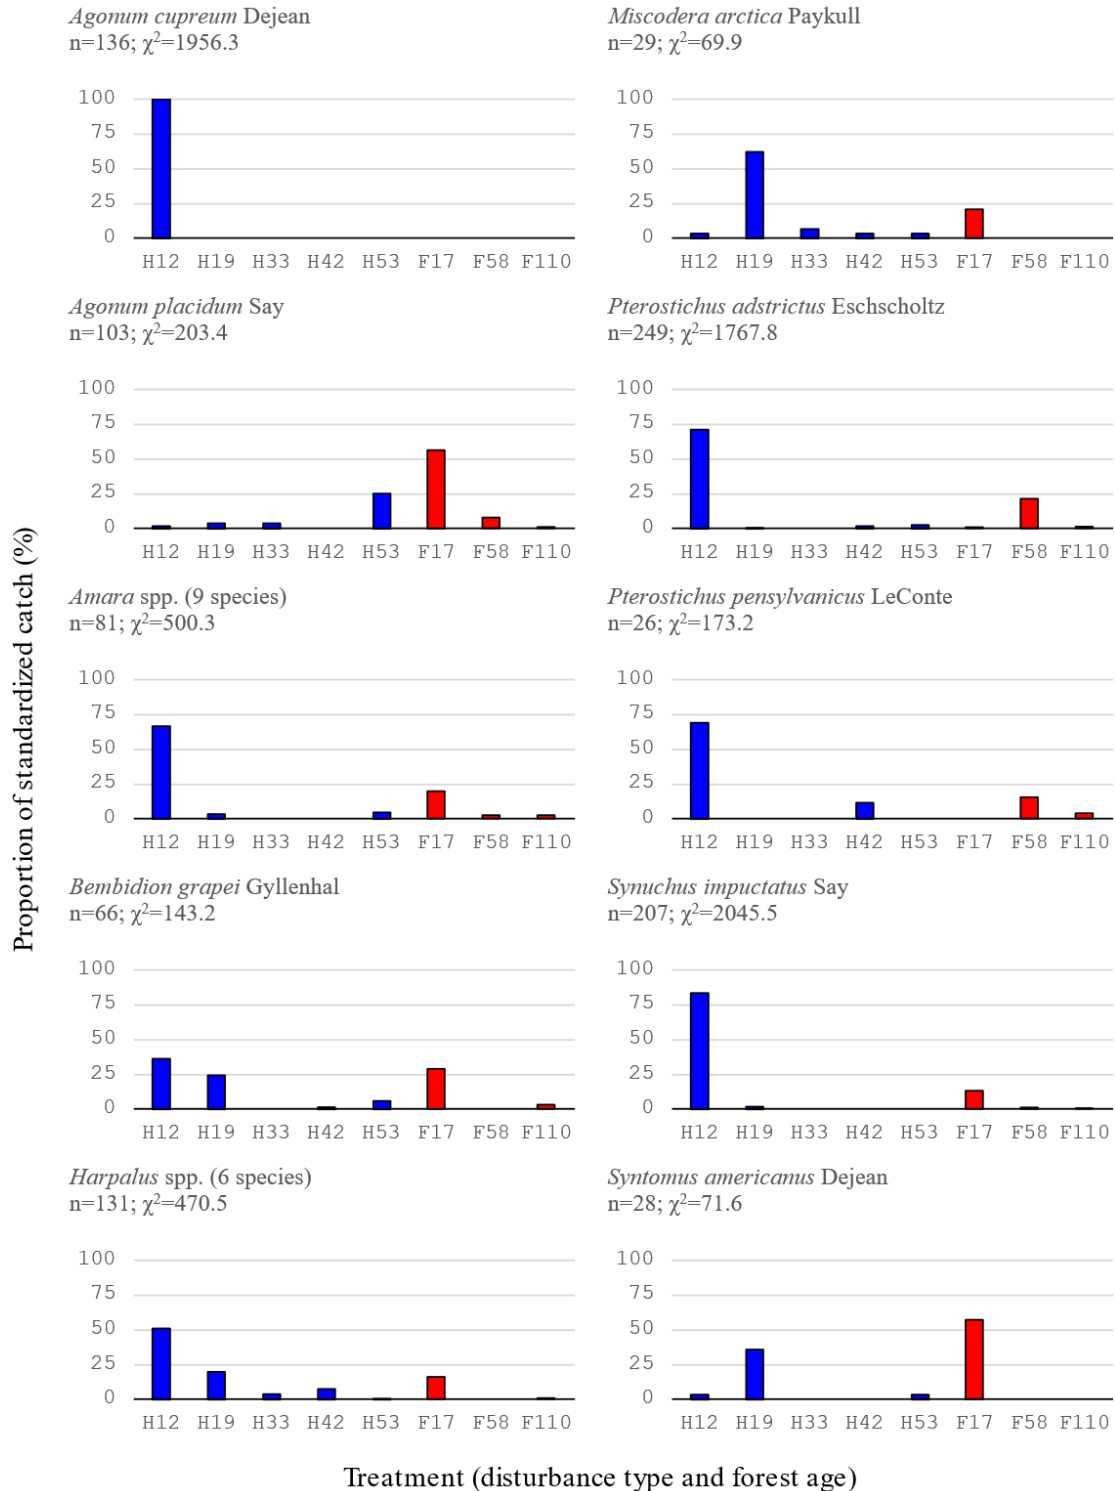 Proportion of standardized catch (%)
Agonum cupreum Dejean
n=136; χ²=1956.3
100
75
50
25
0
H12 H19 H33 H42 H53 F17 F58 F110
Miscodera arctica Paykull
n=29; χ²=69.9
100
75
50
25
0
H12 H19 H33 H42 H53 F17 F58 F110
Agonum placidum Say
n=103; χ²=203.4
100
75
50
25
0
H12 H19 H33 H42 H53 F17 F58 F110
Pterostichus adstrictus Eschscholtz
n=249; χ²=1767.8
100
75
50
25
0
H12 H19 H33 H42 H53 F17 F58 F110
Amara spp. (9 species)
n=81; χ²=500.3
100
75
50
25
0
H12 H19 H33 H42 H53 F17 F58 F110
Pterostichus pensylvanicus LeConte
n=26; χ²=173.2
100
75
50
25
0
H12 H19 H33 H42 H53 F17 F58 F110
Bembidion grapei Gyllenhal
n=66; χ²=143.2
100
75
50
25
0
H12 H19 H33 H42 H53 F17 F58 F110
Synuchus impuctatus Say
n=207; χ²=2045.5
100
75
50
25
0
H12 H19 H33 H42 H53 F17 F58 F110
Harpalus spp. (6 species)
n=131; χ²=470.5
100
75
50
25
0
H12 H19 H33 H42 H53 F17 F58 F110
Syntomus americanus Dejean
n=28; χ²=71.6
100
75
50
25
0
H12 H19 H33 H42 H53 F17 F58 F110
Treatment (disturbance type and forest age)